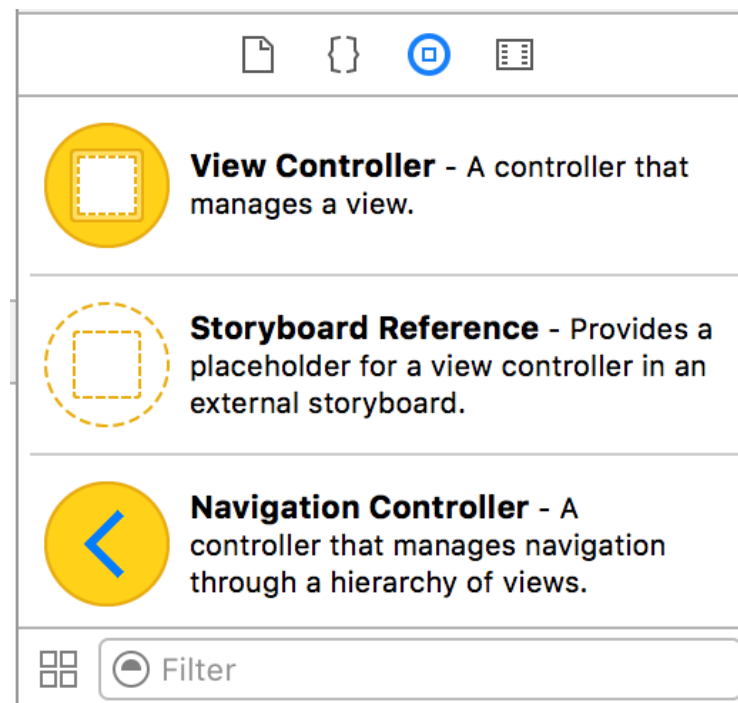 View Controller - A controller that
manages a view.
Storyboard Reference - Provides a
placeholder for a view controller in an
external storyboard.
Navigation Controller - A
controller that manages navigation
through a hierarchy of views.
Filter